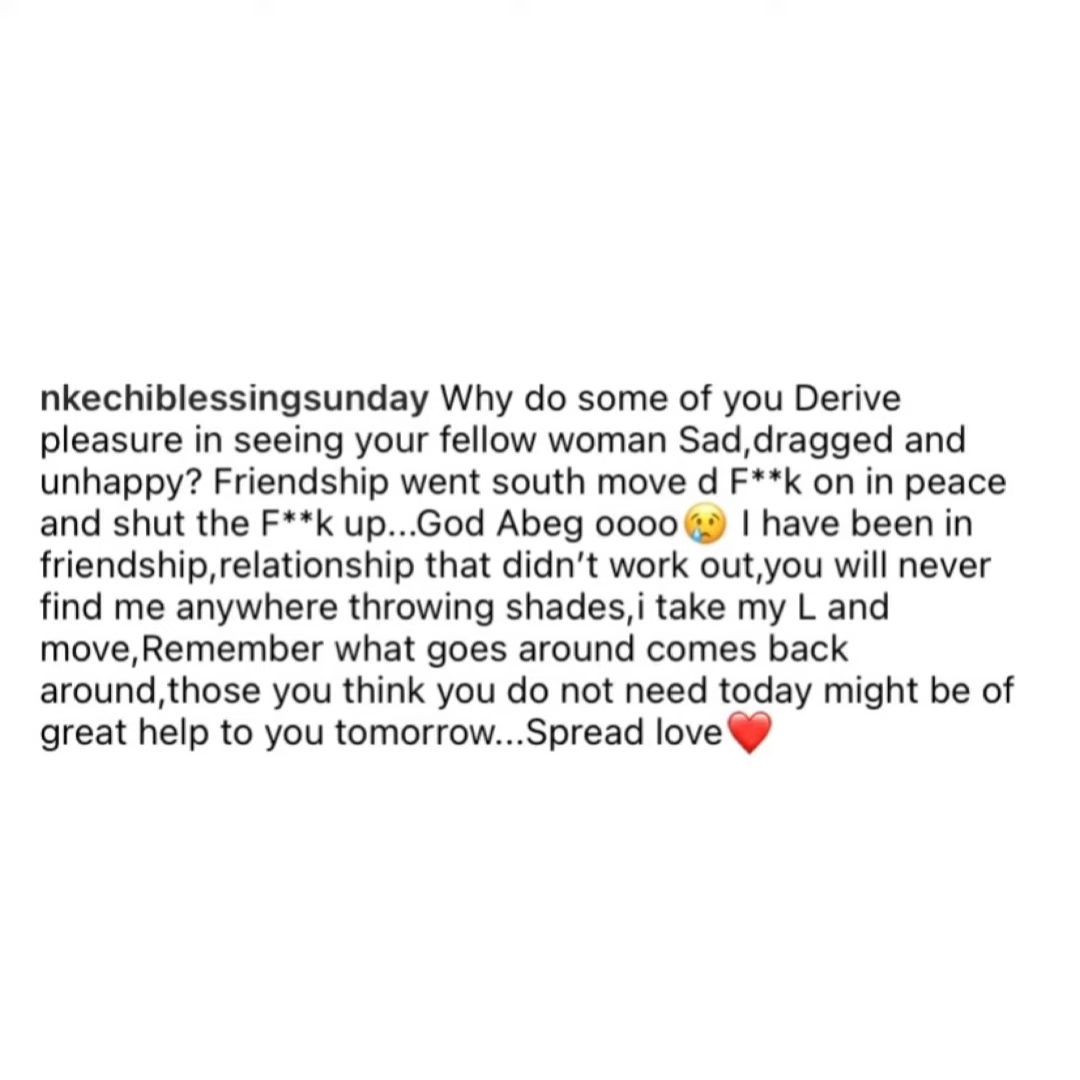 nkechiblessingsunday Why do some of you Derive
pleasure in seeing your fellow woman Sad,dragged and
unhappy? Friendship went south move d F**k on in peace
and shut the F**k up...God Abeg oooo😢 I have been in
friendship,relationship that didn’t work out,you will never
find me anywhere throwing shades,i take my L and
move,Remember what goes around comes back
around,those you think you do not need today might be of
great help to you tomorrow...Spread love❤️